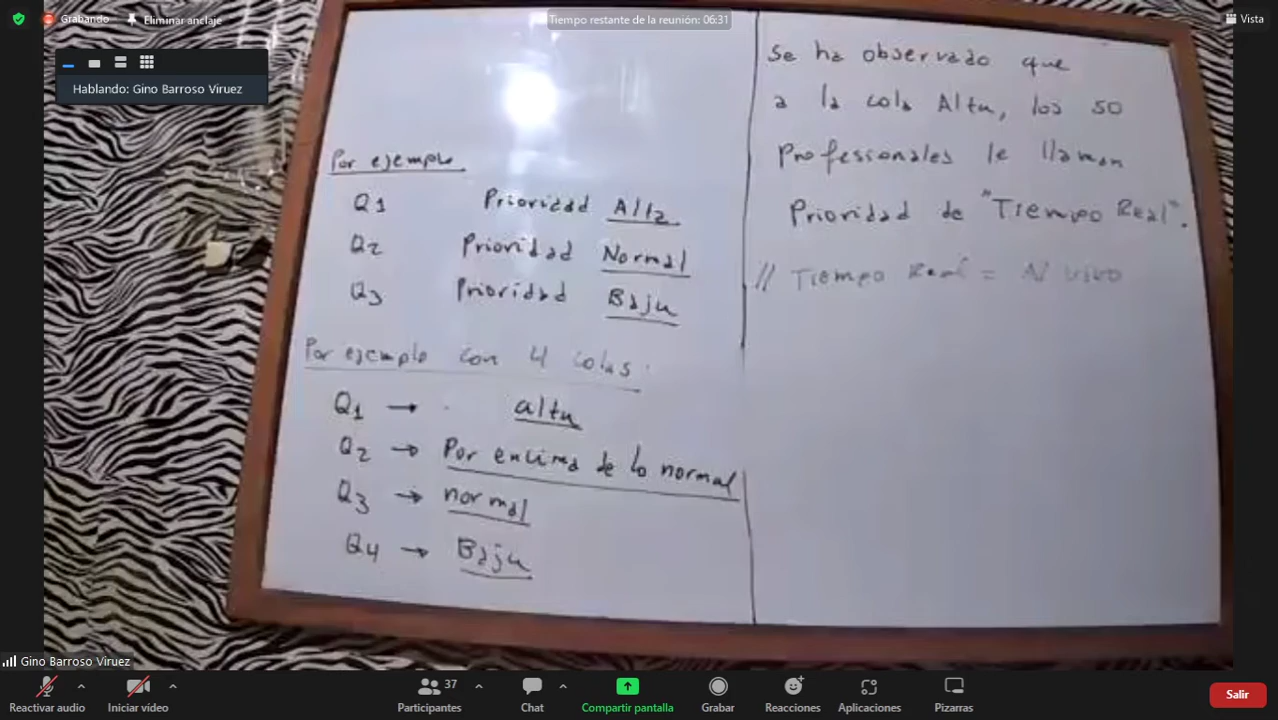 Grabando
Eliminar anclaje
Tiempo restante de la reunión: 06:31
Vista
Hablando: Gino Barroso Viruez
Por ejemplo
Q1 Prioridad Alta
Q2 Prioridad Normal
Q3 Prioridad Baja
Por ejemplo con 4 colas:
Q1 → alta
Q2 → Por encima de lo normal
Q3 → normal
Q4 → Baja
Se ha observado que
a la cola Alta, los SO
Professionales le llaman
Prioridad de "Tiempo Real".
// Tiempo Real = Al vivo
Gino Barroso Viruez
Reactivar audio
Iniciar vídeo
37
Participantes
Chat
Compartir pantalla
Grabar
Reacciones
Aplicaciones
Pizarras
Salir